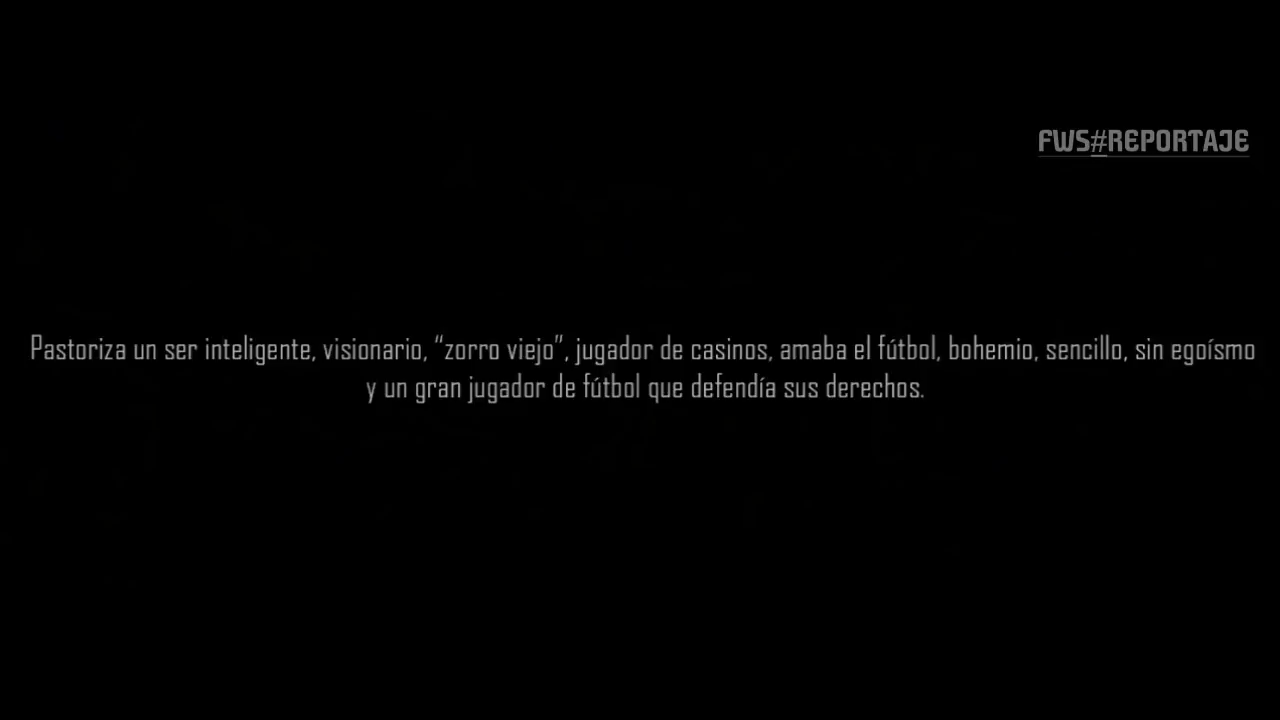 FWS#REPORTAJE
Pastoriza un ser inteligente, visionario, “zorro viejo”, jugador de casinos, amaba el fútbol, bohemio, sencillo, sin egoísmo
y un gran jugador de fútbol que defendía sus derechos.